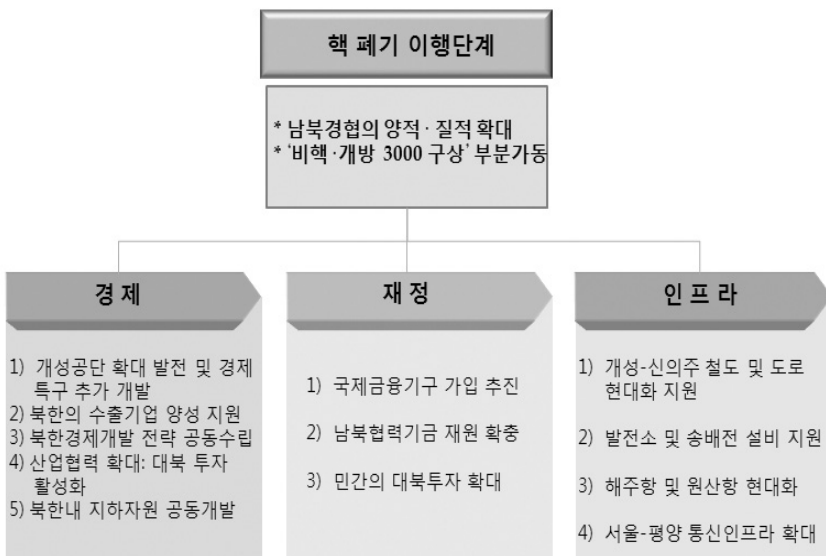 핵 폐기 이행단계
* 남북경협의 양적·질적 확대
* '비핵·개방 3000 구상' 부분가동
경 제
1) 개성공단 확대 발전 및 경제
특구 추가 개발
2) 북한의 수출기업 양성 지원
3) 북한경제개발 전략 공동수립
4) 산업협력 확대: 대북 투자
활성화
5) 북한내 지하자원 공동개발
재 정
1) 국제금융기구 가입 추진
2) 남북협력기금 재원 확충
3) 민간의 대북투자 확대
인 프 라
1) 개성-신의주 철도 및 도로
현대화 지원
2) 발전소 및 송배전 설비 지원
3) 해주항 및 원산항 현대화
4) 서울-평양 통신인프라 확대